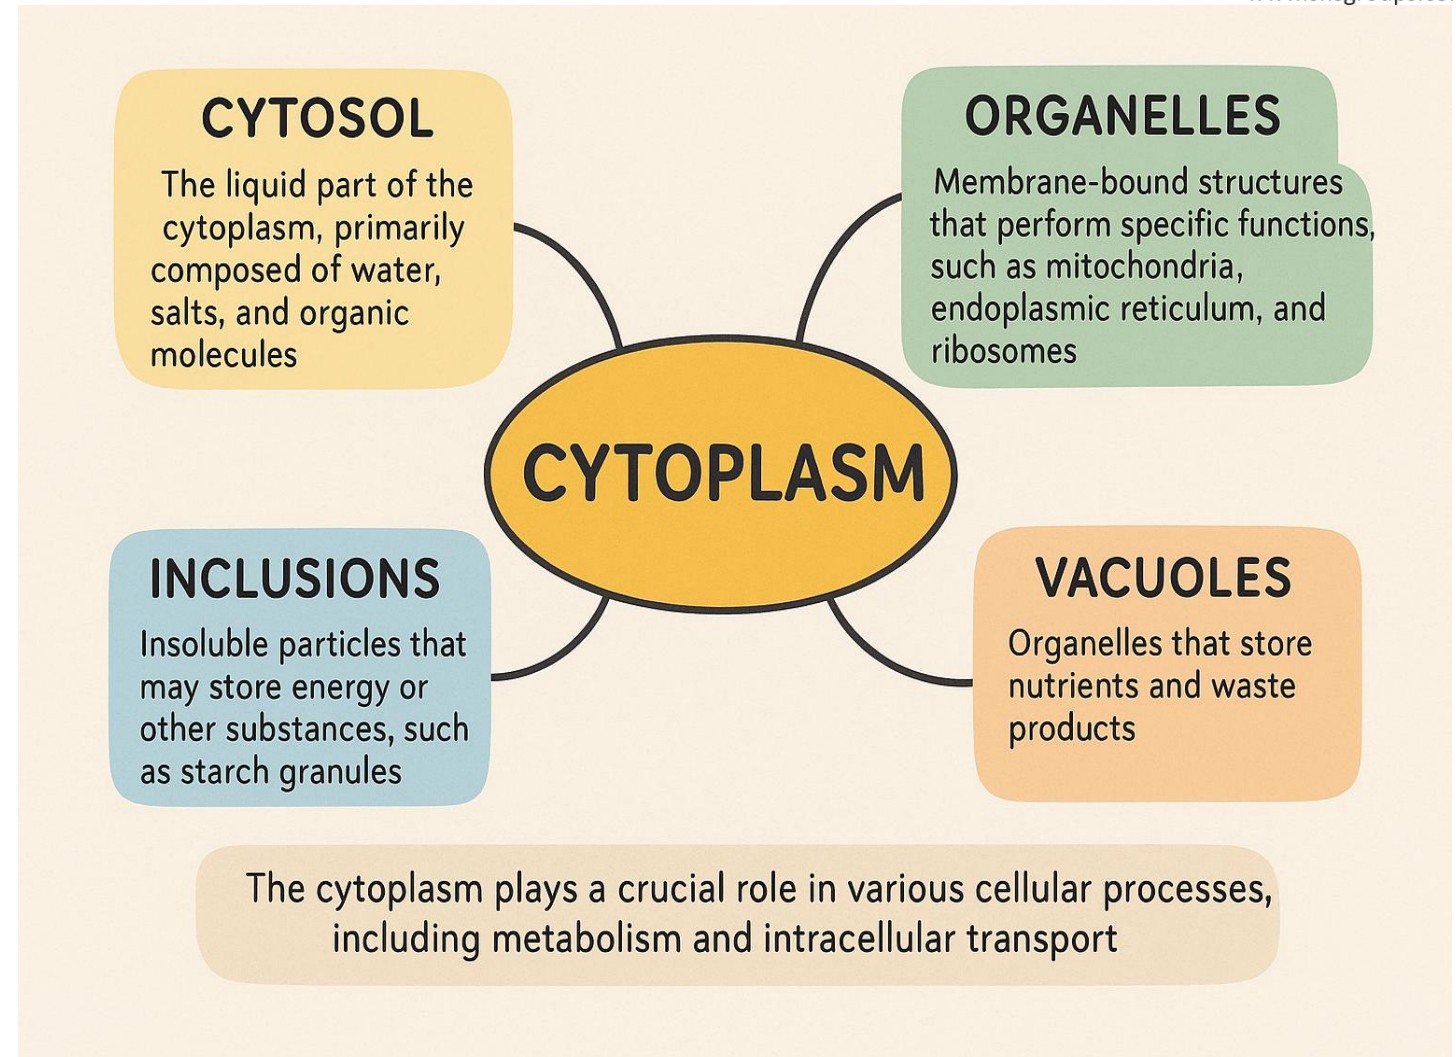 CYTOSOL
The liquid part of the
cytoplasm, primarily
composed of water,
salts, and organic
molecules
ORGANELLES
Membrane-bound structures
that perform specific functions,
such as mitochondria,
endoplasmic reticulum, and
ribosomes
CYTOPLASM
INCLUSIONS
Insoluble particles that
may store energy or
other substances, such
as starch granules
VACUOLES
Organelles that store
nutrients and waste
products
The cytoplasm plays a crucial role in various cellular processes,
including metabolism and intracellular transport